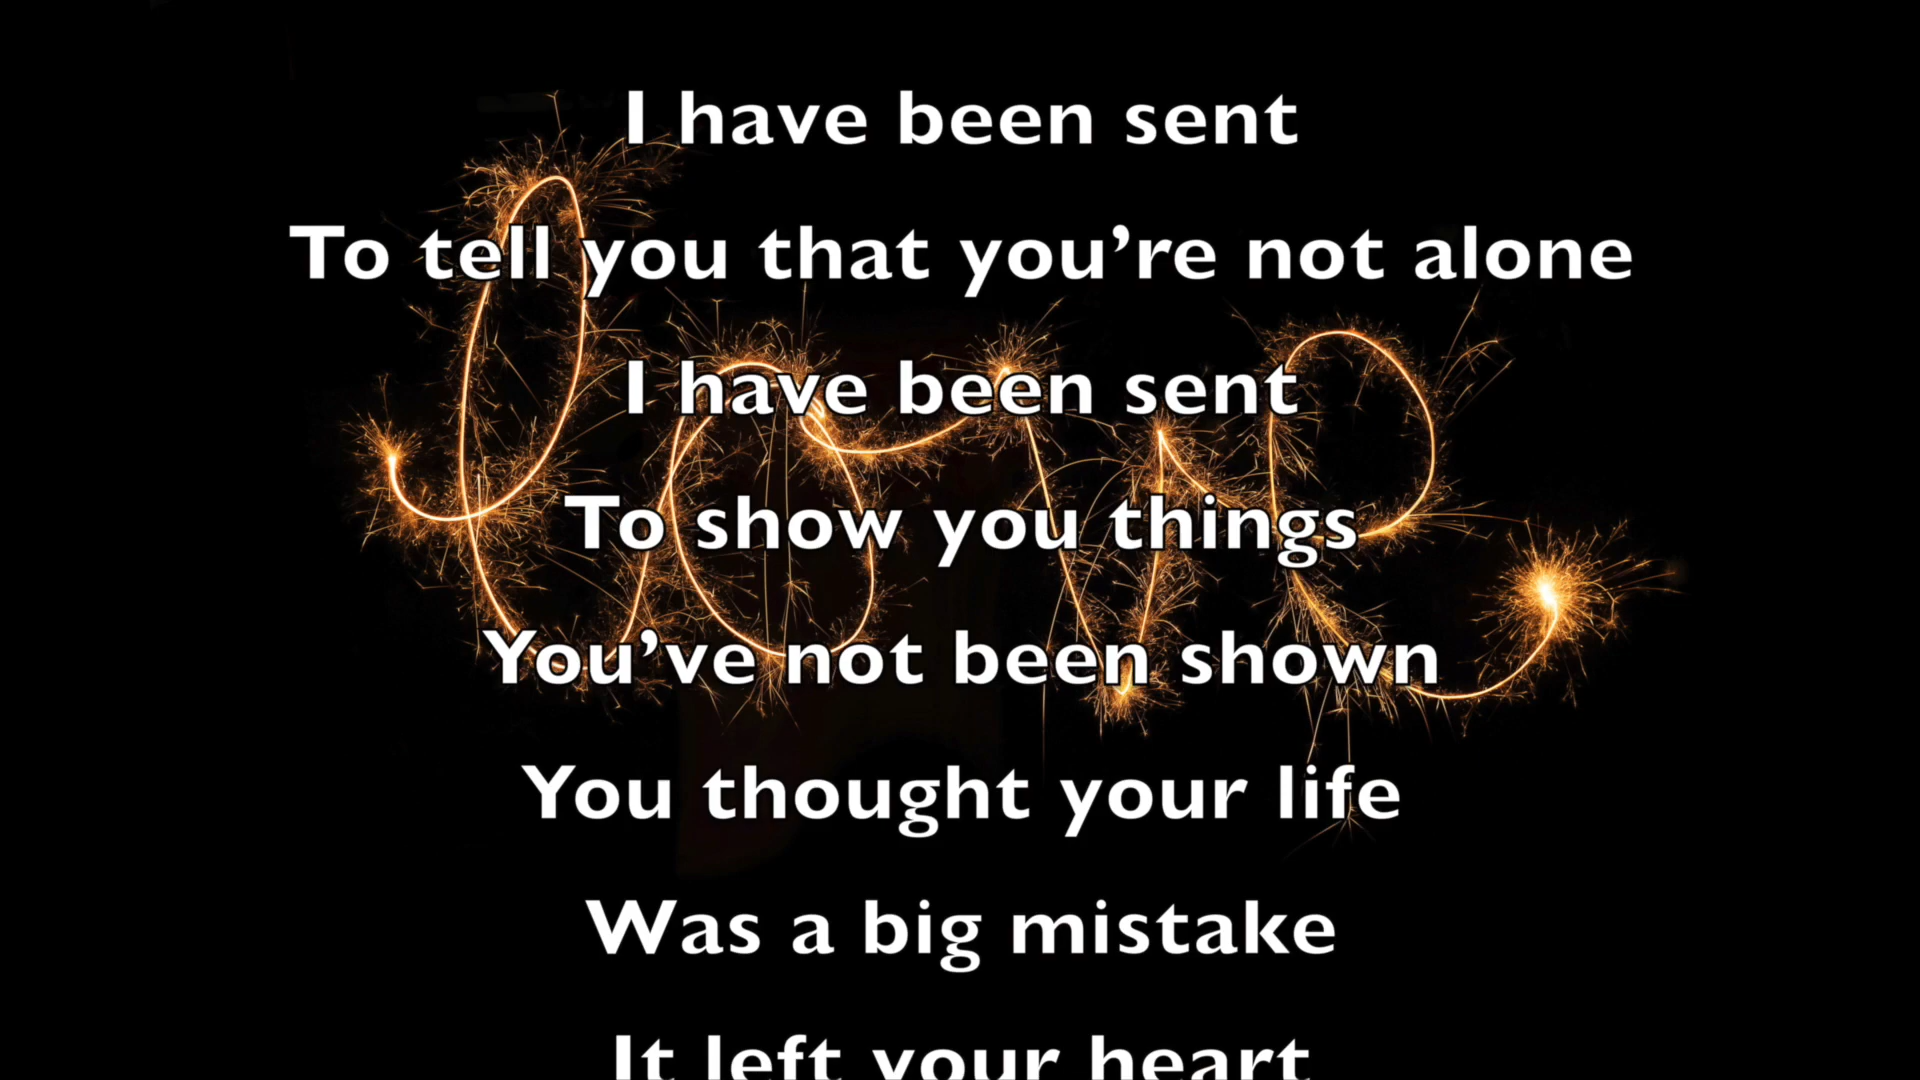 I have been sent
To tell you that you’re not alone
I have been sent
To show you things
You’ve not been shown
You thought your life
Was a big mistake
It left your heart
love